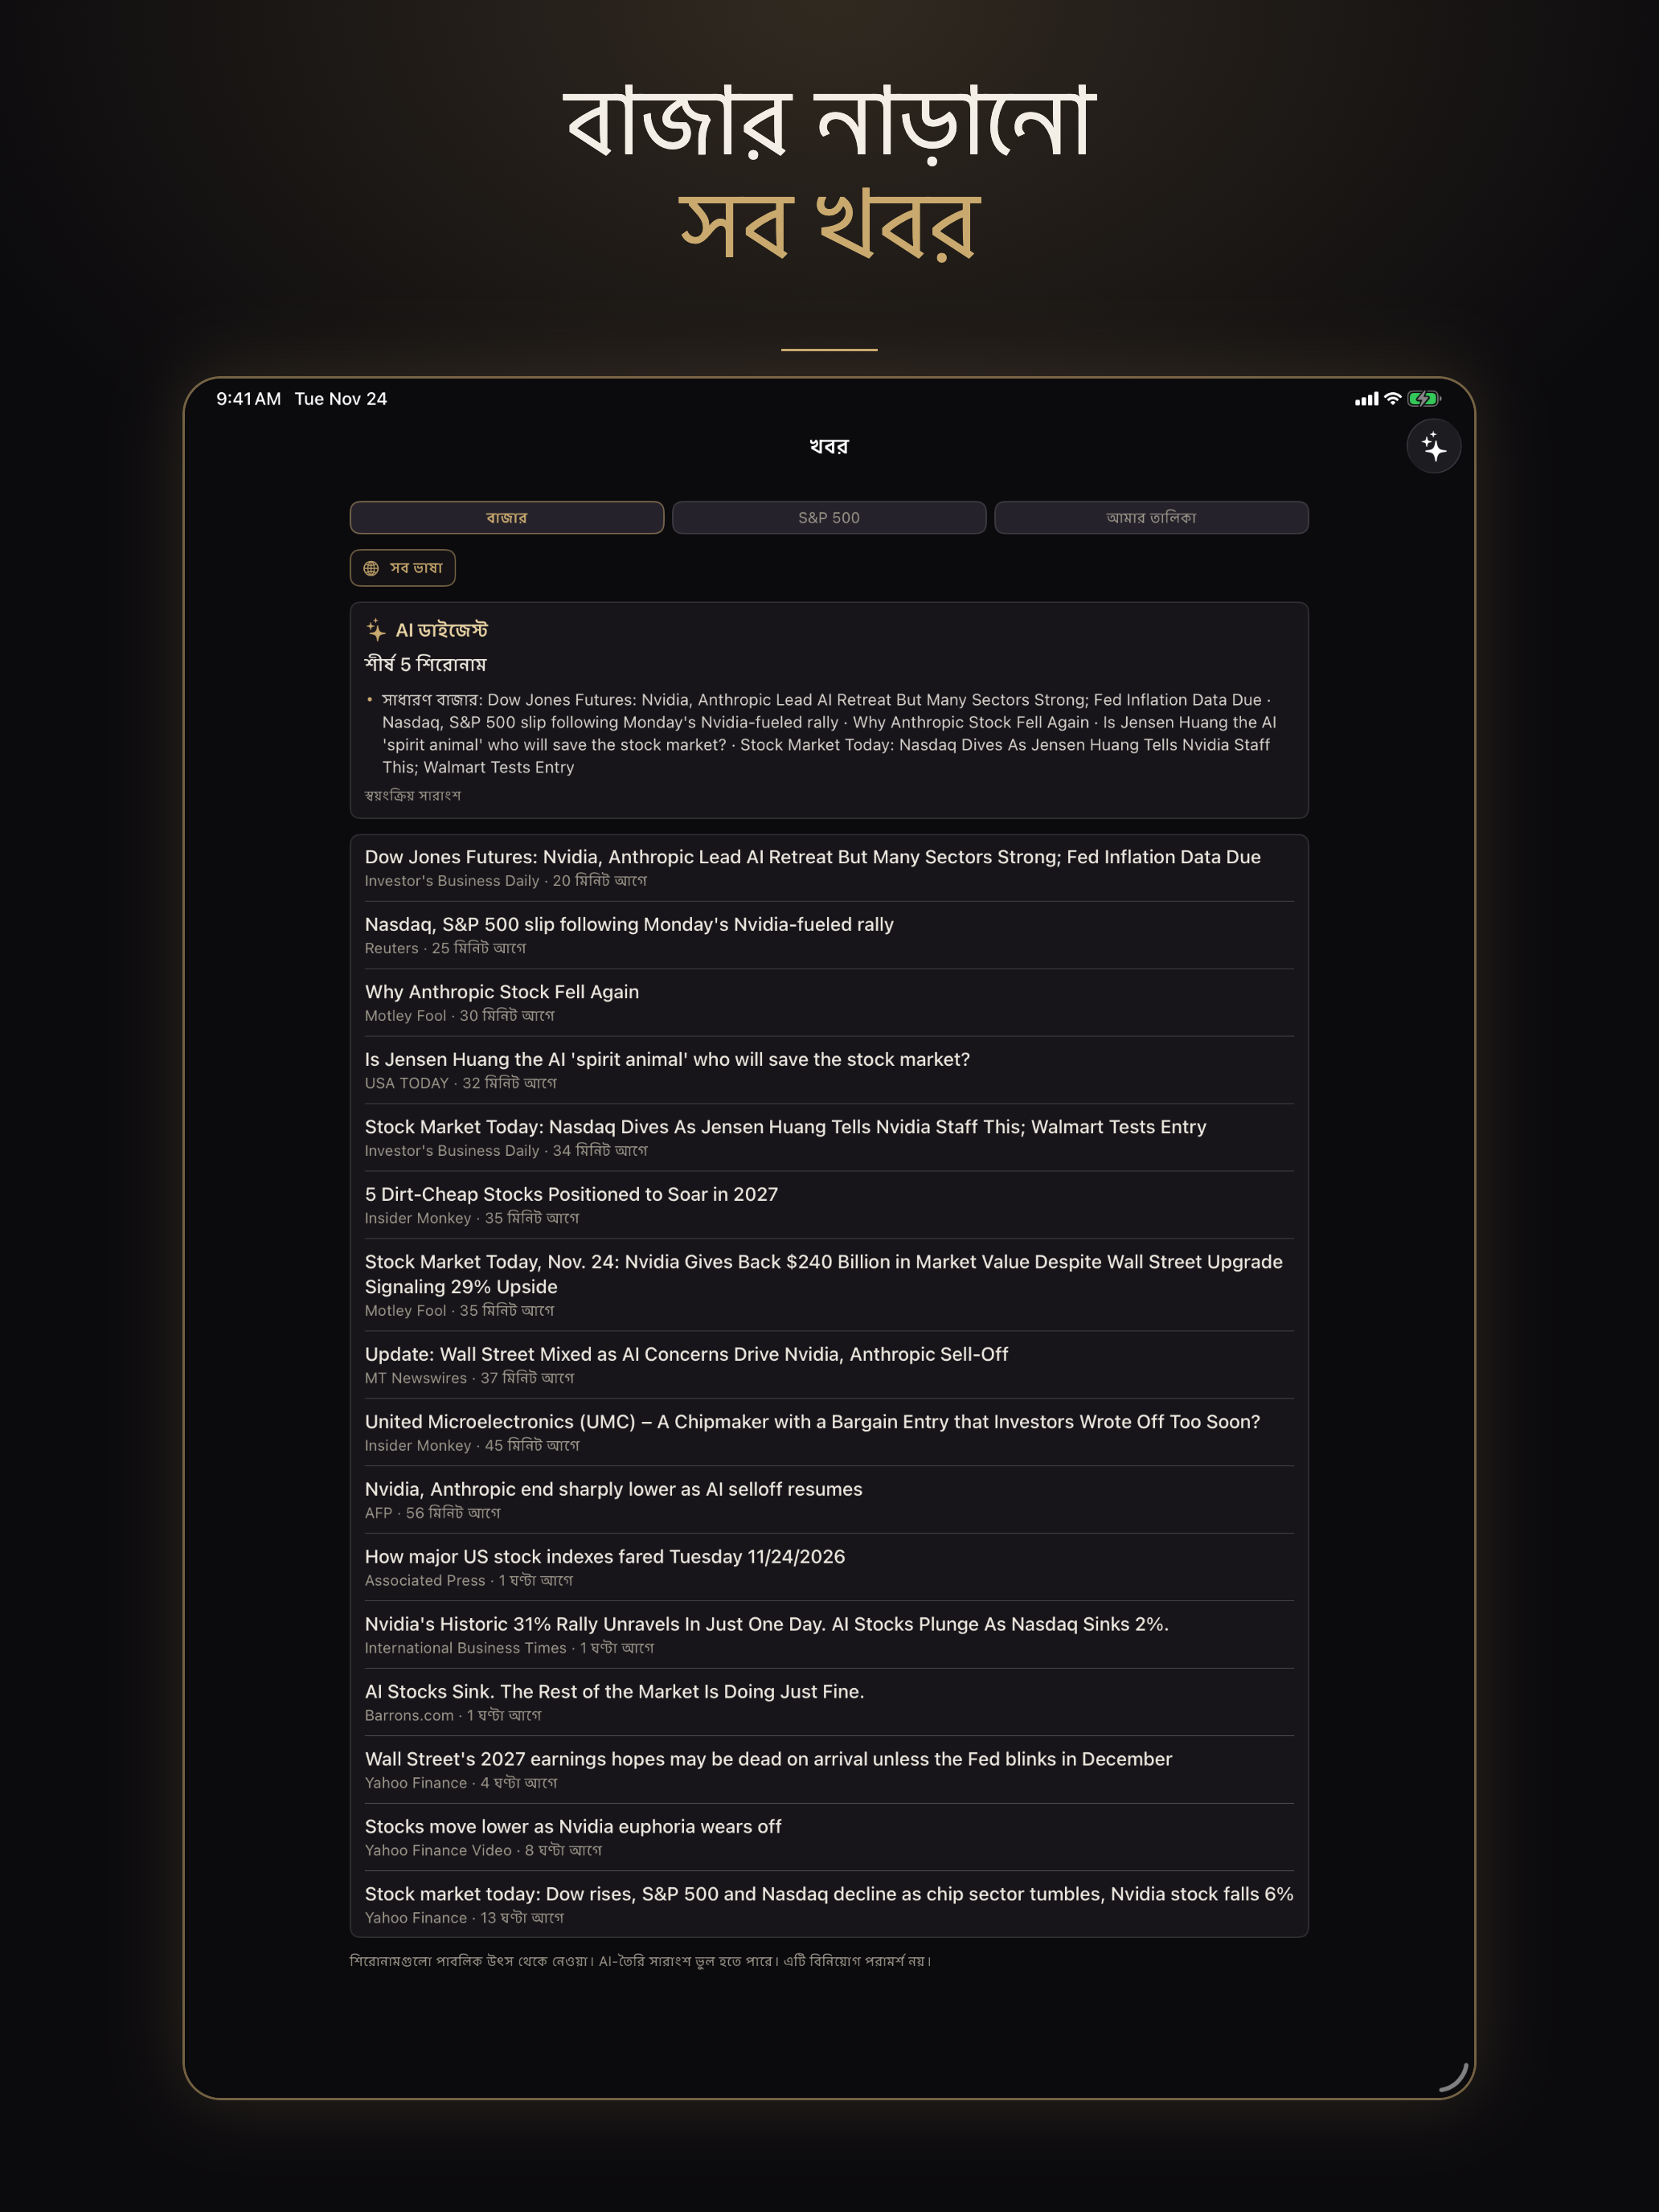 বাজার নাড়ানো
সব খবর
9:41 AM Tue Nov 24
খবর
বাজার
S&P 500
আমার তালিকা
সব ভাষা
AI ডাইজেস্ট
শীর্ষ 5 শিরোনাম
• সাধারণ বাজার: Dow Jones Futures: Nvidia, Anthropic Lead AI Retreat But Many Sectors Strong; Fed Inflation Data Due ·
Nasdaq, S&P 500 slip following Monday's Nvidia-fueled rally · Why Anthropic Stock Fell Again · Is Jensen Huang the AI
'spirit animal' who will save the stock market? · Stock Market Today: Nasdaq Dives As Jensen Huang Tells Nvidia Staff
This; Walmart Tests Entry
স্বয়ংক্রিয় সারাংশ
Dow Jones Futures: Nvidia, Anthropic Lead AI Retreat But Many Sectors Strong; Fed Inflation Data Due
Investor's Business Daily · 20 মিনিট আগে
Nasdaq, S&P 500 slip following Monday's Nvidia-fueled rally
Reuters · 25 মিনিট আগে
Why Anthropic Stock Fell Again
Motley Fool · 30 মিনিট আগে
Is Jensen Huang the AI 'spirit animal' who will save the stock market?
USA TODAY · 32 মিনিট আগে
Stock Market Today: Nasdaq Dives As Jensen Huang Tells Nvidia Staff This; Walmart Tests Entry
Investor's Business Daily · 34 মিনিট আগে
5 Dirt-Cheap Stocks Positioned to Soar in 2027
Insider Monkey · 35 মিনিট আগে
Stock Market Today, Nov. 24: Nvidia Gives Back $240 Billion in Market Value Despite Wall Street Upgrade
Signaling 29% Upside
Motley Fool · 35 মিনিট আগে
Update: Wall Street Mixed as AI Concerns Drive Nvidia, Anthropic Sell-Off
MT Newswires · 37 মিনিট আগে
United Microelectronics (UMC) – A Chipmaker with a Bargain Entry that Investors Wrote Off Too Soon?
Insider Monkey · 45 মিনিট আগে
Nvidia, Anthropic end sharply lower as AI selloff resumes
AFP · 56 মিনিট আগে
How major US stock indexes fared Tuesday 11/24/2026
Associated Press · 1 ঘণ্টা আগে
Nvidia's Historic 31% Rally Unravels In Just One Day. AI Stocks Plunge As Nasdaq Sinks 2%.
International Business Times · 1 ঘণ্টা আগে
AI Stocks Sink. The Rest of the Market Is Doing Just Fine.
Barrons.com · 1 ঘণ্টা আগে
Wall Street's 2027 earnings hopes may be dead on arrival unless the Fed blinks in December
Yahoo Finance · 4 ঘণ্টা আগে
Stocks move lower as Nvidia euphoria wears off
Yahoo Finance Video · 8 ঘণ্টা আগে
Stock market today: Dow rises, S&P 500 and Nasdaq decline as chip sector tumbles, Nvidia stock falls 6%
Yahoo Finance · 13 ঘণ্টা আগে
শিরোনামগুলো পাবলিক উৎস থেকে নেওয়া। AI-তৈরি সারাংশ ভুল হতে পারে। এটি বিনিয়োগ পরামর্শ নয়।